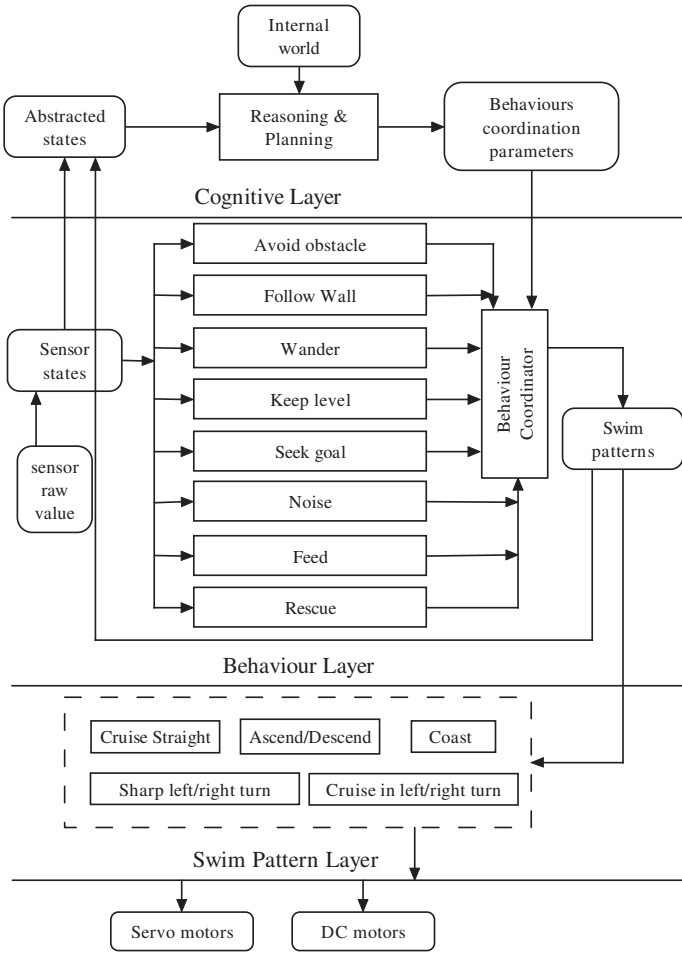 Internal
world
Abstracted
states
Reasoning &
Planning
Behaviours
coordination
parameters
Cognitive Layer
Avoid obstacle
Follow Wall
Wander
Keep level
Seek goal
Noise
Feed
Rescue
Sensor
states
sensor
raw
value
Behaviour
Coordinator
Swim
patterns
Behaviour Layer
Cruise Straight
Ascend/Descend
Coast
Sharp left/right turn
Cruise in left/right turn
Swim Pattern Layer
Servo motors
DC motors